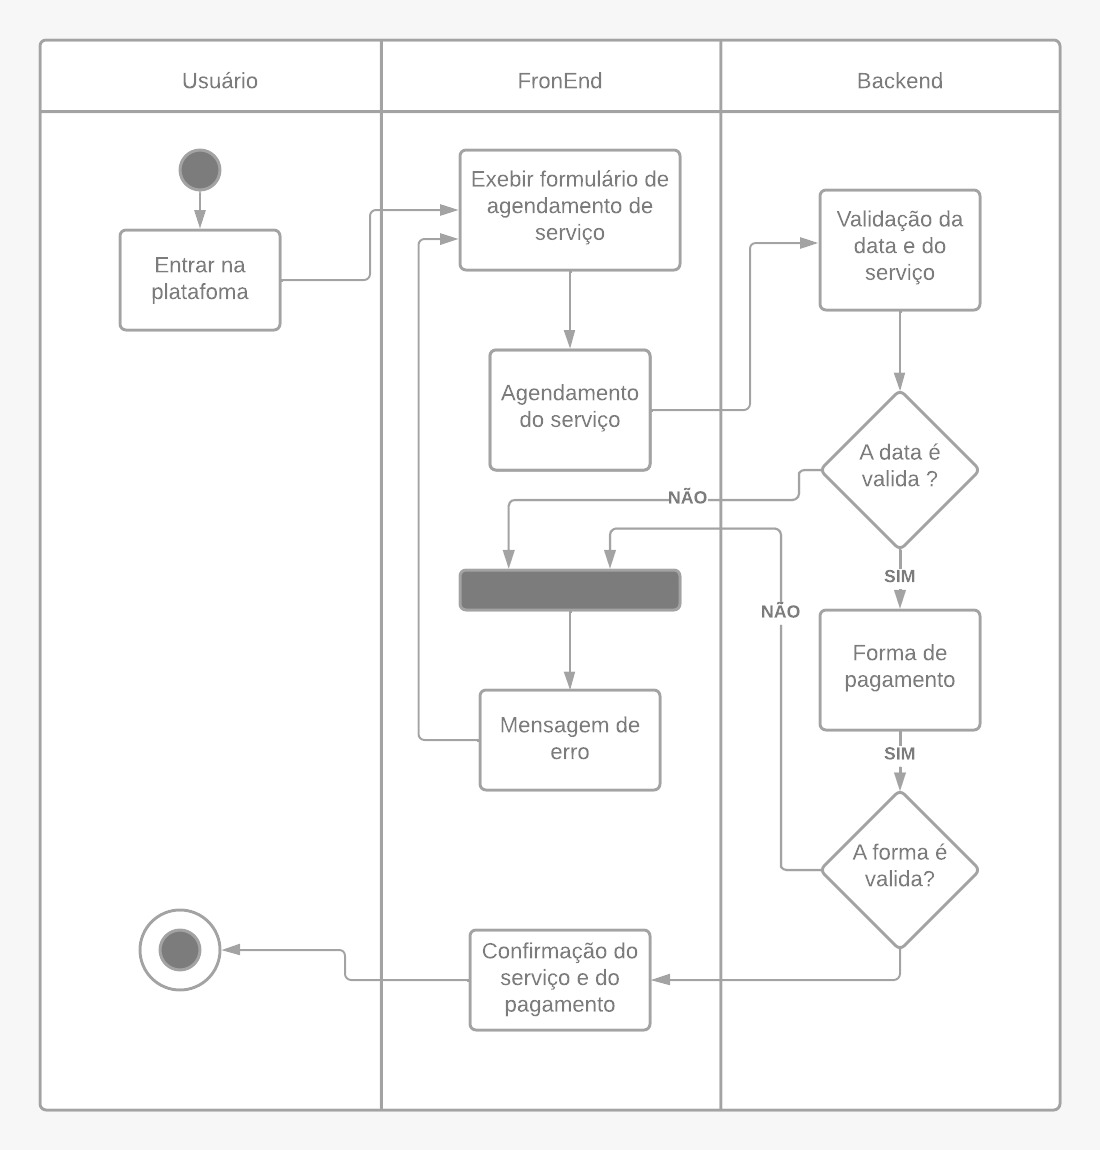 Usuário
FronEnd
Backend
Entrar na
platafoma
Exebir formulário de
agendamento de
serviço
Validação da
data e do
serviço
Agendamento
do serviço
A data é
valida ?
NÃO
SIM
NÃO
Forma de
pagamento
Mensagem de
erro
SIM
A forma é
valida?
Confirmação do
serviço e do
pagamento